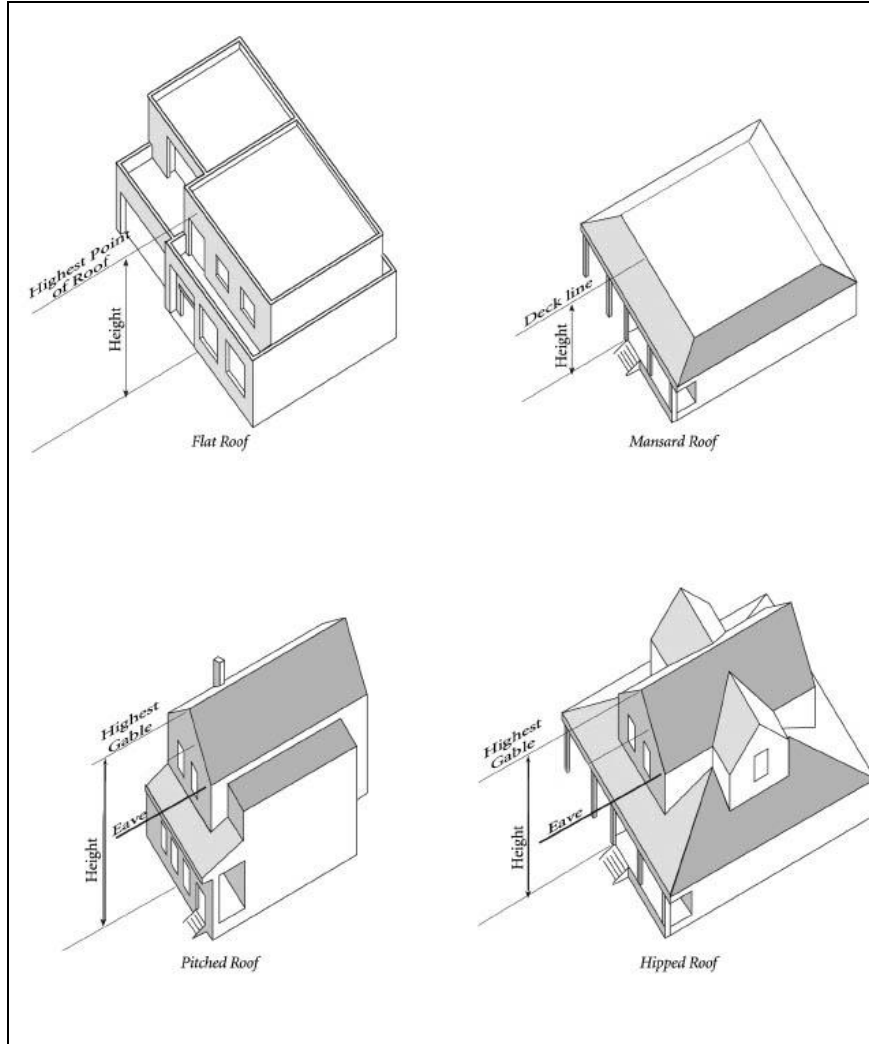 Highest Point
of Roof
Height
Flat Roof
Deck line
Height
Mansard Roof
Highest
Gable
Eave
Height
Pitched Roof
Highest
Gable
Eave
Height
Hipped Roof